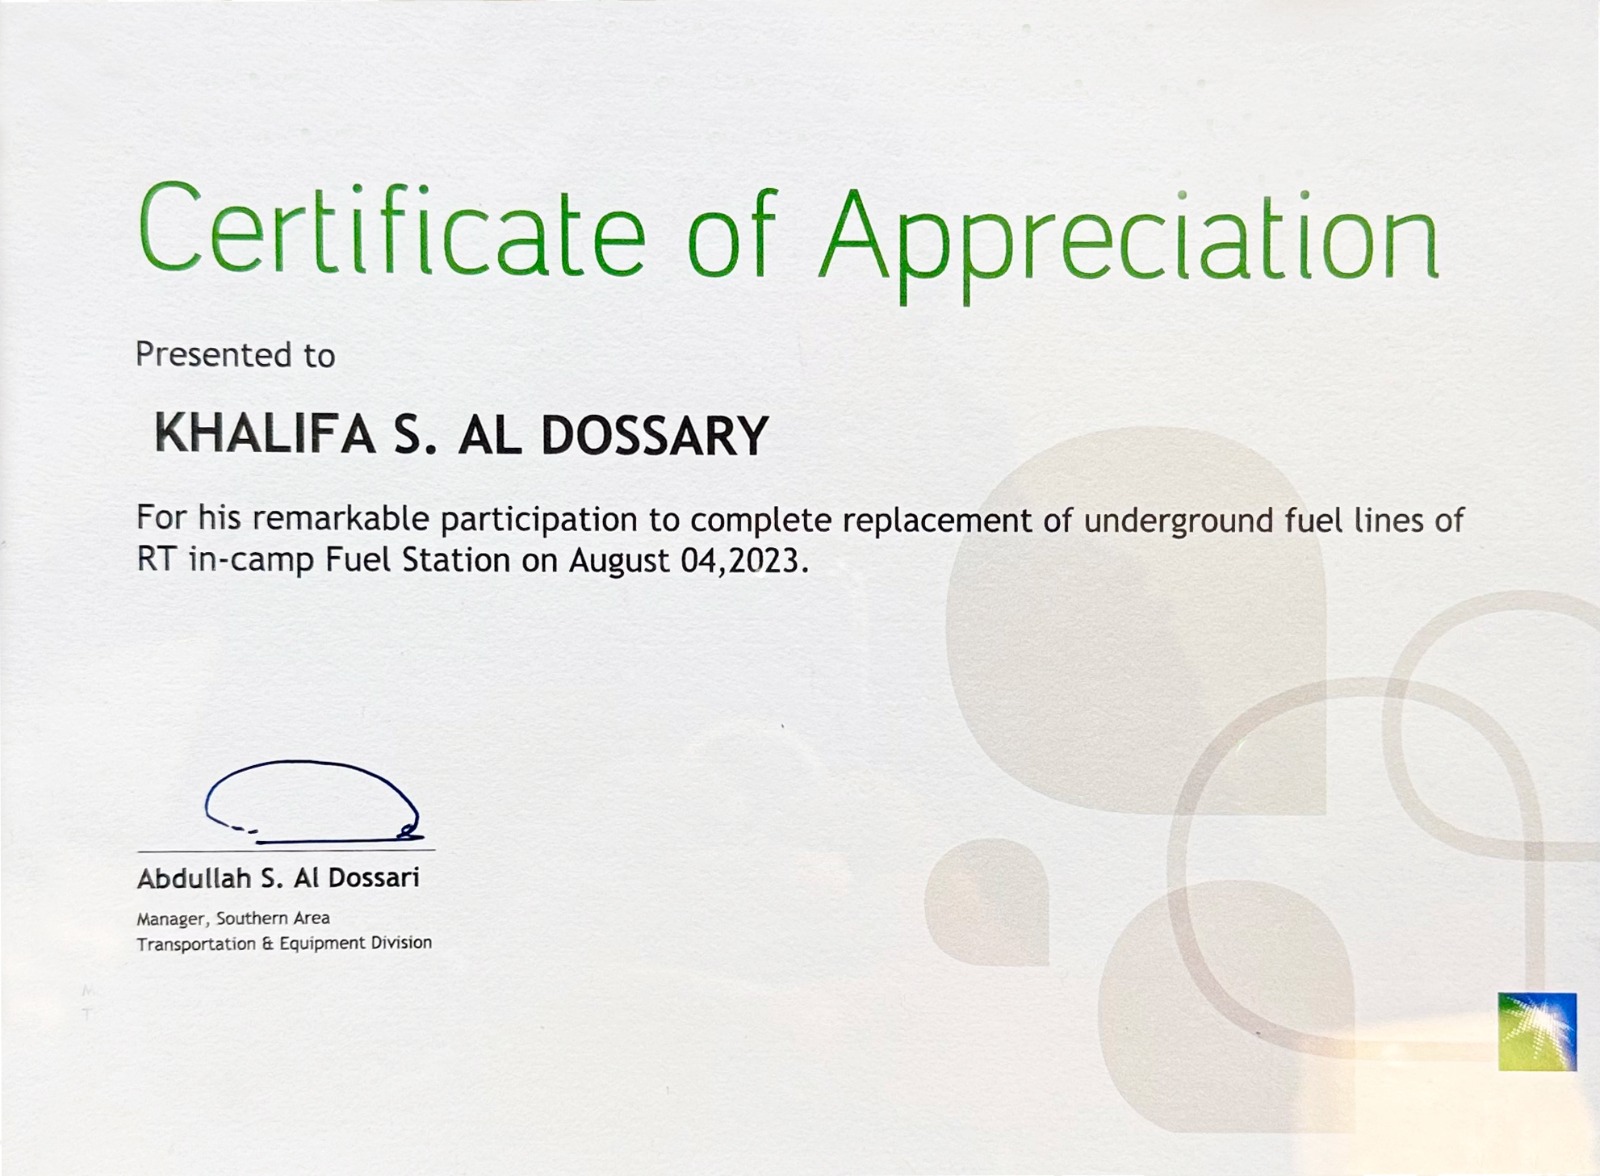 Certificate of Appreciation
Presented to
KHALIFA S. AL DOSSARY
For his remarkable participation to complete replacement of underground fuel lines of
RT in-camp Fuel Station on August 04,2023.
Abdullah S. Al Dossari
Manager, Southern Area
Transportation & Equipment Division